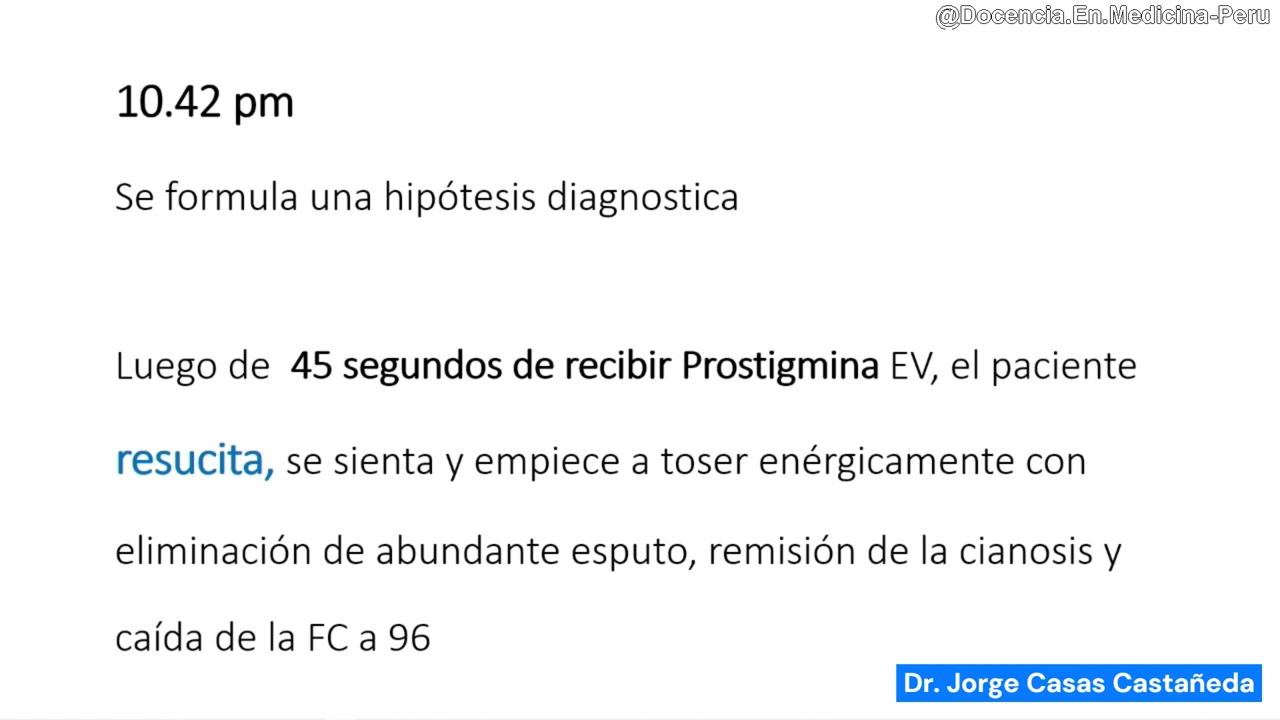 @Docencia.En.Medicina-Peru
10.42 pm
Se formula una hipótesis diagnostica
Luego de 45 segundos de recibir Prostigmina EV, el paciente
resucita, se sienta y empiece a toser enérgicamente con
eliminación de abundante esputo, remisión de la cianosis y
caída de la FC a 96
Dr. Jorge Casas Castañeda